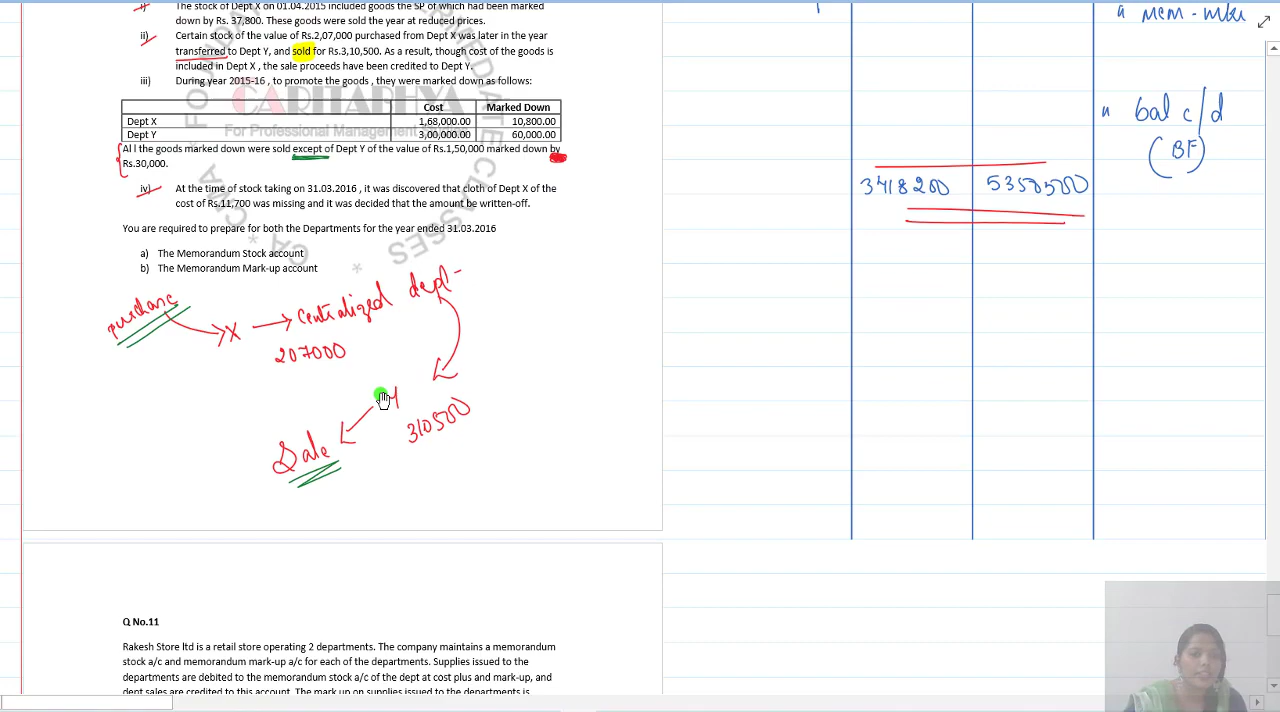 i) The stock of Dept X on 01.04.2015 included goods the SP of which had been marked
down by Rs. 37,800. These goods were sold the year at reduced prices.
ii) Certain stock of the value of Rs.2,07,000 purchased from Dept X was later in the year
transferred to Dept Y, and sold for Rs.3,10,500. As a result, though cost of the goods is
included in Dept X , the sale proceeds have been credited to Dept Y.
iii) During year 2015-16 , to promote the goods , they were marked down as follows:
Cost Marked Down
Dept X 1,68,000.00 10,800.00
Dept Y 3,00,000.00 60,000.00
Al l the goods marked down were sold except of Dept Y of the value of Rs.1,50,000 marked down by
Rs.30,000.
iv) At the time of stock taking on 31.03.2016 , it was discovered that cloth of Dept X of the
cost of Rs.11,700 was missing and it was decided that the amount be written-off.
You are required to prepare for both the Departments for the year ended 31.03.2016
a) The Memorandum Stock account
b) The Memorandum Mark-up account
purchase X → Centralized dept
207000
Y
310500
Sale
Q No.11
Rakesh Store ltd is a retail store operating 2 departments. The company maintains a memorandum
stock a/c and memorandum mark-up a/c for each of the departments. Supplies issued to the
departments are debited to the memorandum stock a/c of the dept at cost plus and mark-up, and
dept sales are credited to this account. The mark up on supplies issued to the departments is
" bal c/d
(BF)
3418200 5358500
CARITAPHYA
For Professional Management
CLASSES